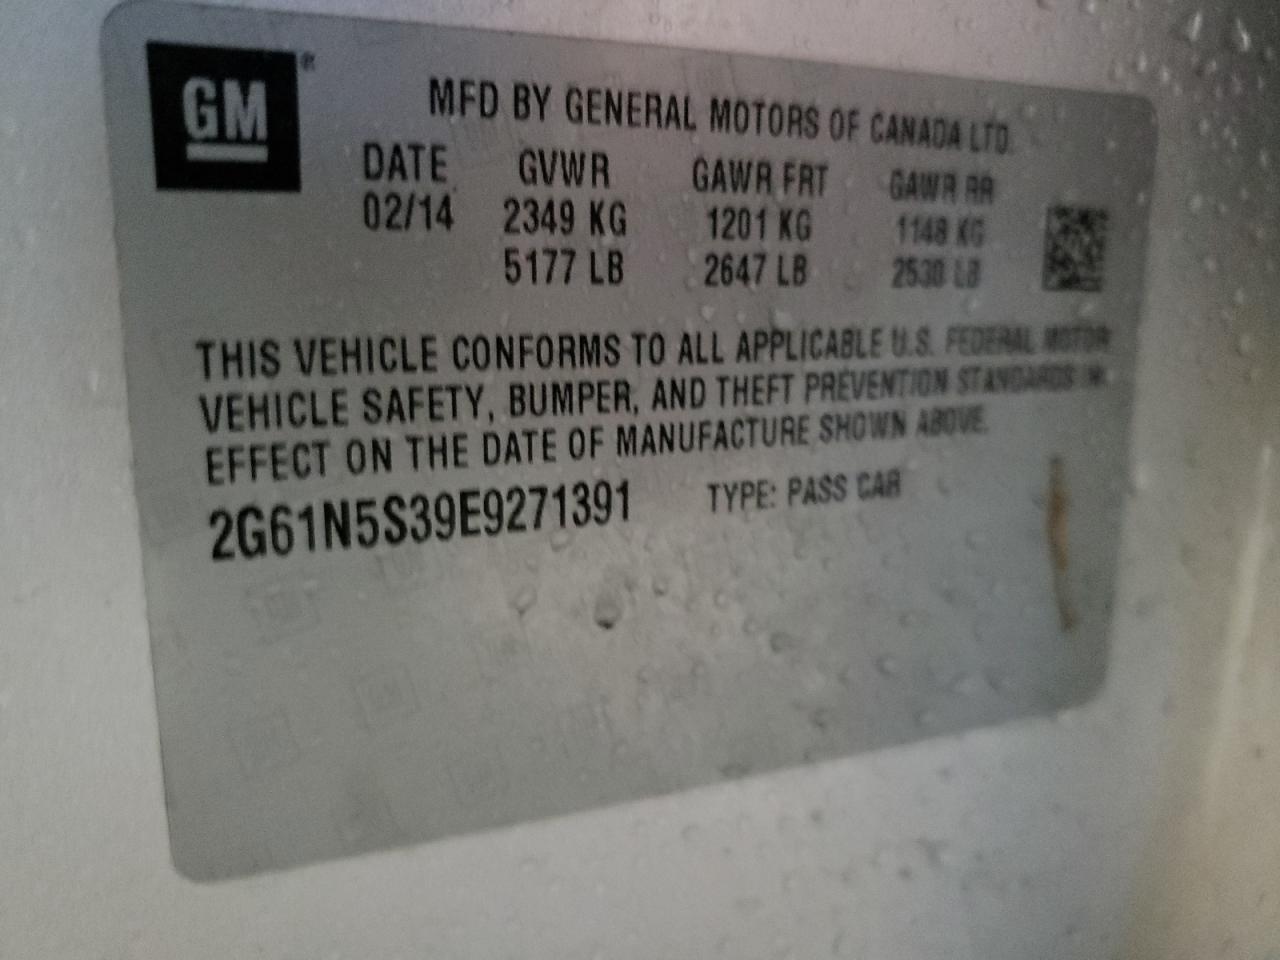 GM®
MFD BY GENERAL MOTORS OF CANADA LTD.
DATE GVWR GAWR FRT GAWR RR
02/14 2349 KG 1201 KG 1148 KG
5177 LB 2647 LB 2530 LB
THIS VEHICLE CONFORMS TO ALL APPLICABLE U.S. FEDERAL MOTOR
VEHICLE SAFETY, BUMPER, AND THEFT PREVENTION STANDARDS IN
EFFECT ON THE DATE OF MANUFACTURE SHOWN ABOVE.
2G61N5S39E9271391 TYPE: PASS CAR